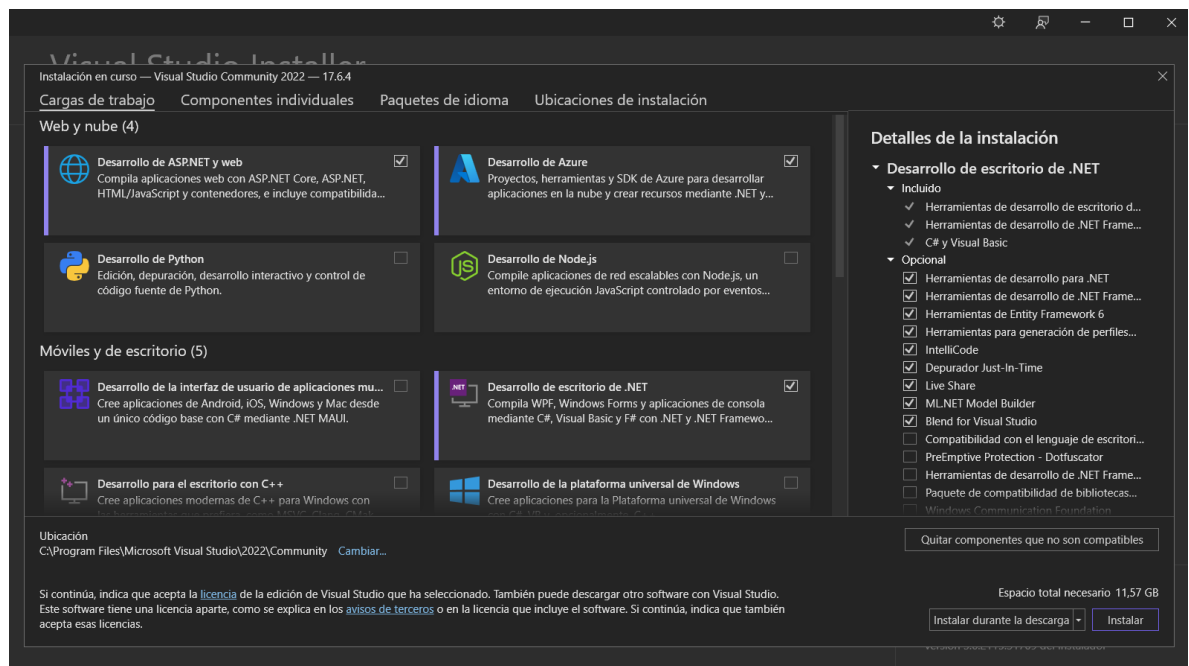 Visual Studio Installer
Instalación en curso — Visual Studio Community 2022 — 17.6.4
Cargas de trabajo
Componentes individuales
Paquetes de idioma
Ubicaciones de instalación
Web y nube (4)
Desarrollo de ASP.NET y web
Compila aplicaciones web con ASP.NET Core, ASP.NET,
HTML/JavaScript y contenedores, e incluye compatibilida...
Desarrollo de Azure
Proyectos, herramientas y SDK de Azure para desarrollar
aplicaciones en la nube y crear recursos mediante .NET y...
Desarrollo de Python
Edición, depuración, desarrollo interactivo y control de
código fuente de Python.
Desarrollo de Node.js
Compile aplicaciones de red escalables con Node.js, un
entorno de ejecución JavaScript controlado por eventos...
Móviles y de escritorio (5)
Desarrollo de la interfaz de usuario de aplicaciones mu...
Cree aplicaciones de Android, iOS, Windows y Mac desde
un único código base con C# mediante .NET MAUI.
.NET
Desarrollo de escritorio de .NET
Compila WPF, Windows Forms y aplicaciones de consola
mediante C#, Visual Basic y F# con .NET y .NET Framewo...
Desarrollo para el escritorio con C++
Cree aplicaciones modernas de C++ para Windows con
Desarrollo de la plataforma universal de Windows
Cree aplicaciones para la Plataforma universal de Windows
Detalles de la instalación
Desarrollo de escritorio de .NET
Incluido
Herramientas de desarrollo de escritorio d...
Herramientas de desarrollo de .NET Frame...
C# y Visual Basic
Opcional
Herramientas de desarrollo para .NET
Herramientas de desarrollo de .NET Frame...
Herramientas de Entity Framework 6
Herramientas para generación de perfiles...
IntelliCode
Depurador Just-In-Time
Live Share
ML.NET Model Builder
Blend for Visual Studio
Compatibilidad con el lenguaje de escritori...
PreEmptive Protection - Dotfuscator
Herramientas de desarrollo de .NET Frame...
Paquete de compatibilidad de bibliotecas...
Windows Communication Foundation
Ubicación
C:\Program Files\Microsoft Visual Studio\2022\Community Cambiar...
Quitar componentes que no son compatibles
Si continúa, indica que acepta la licencia de la edición de Visual Studio que ha seleccionado. También puede descargar otro software con Visual Studio.
Este software tiene una licencia aparte, como se explica en los avisos de terceros o en la licencia que incluye el software. Si continúa, indica que también
acepta esas licencias.
Espacio total necesario 11,57 GB
Instalar durante la descarga
Instalar